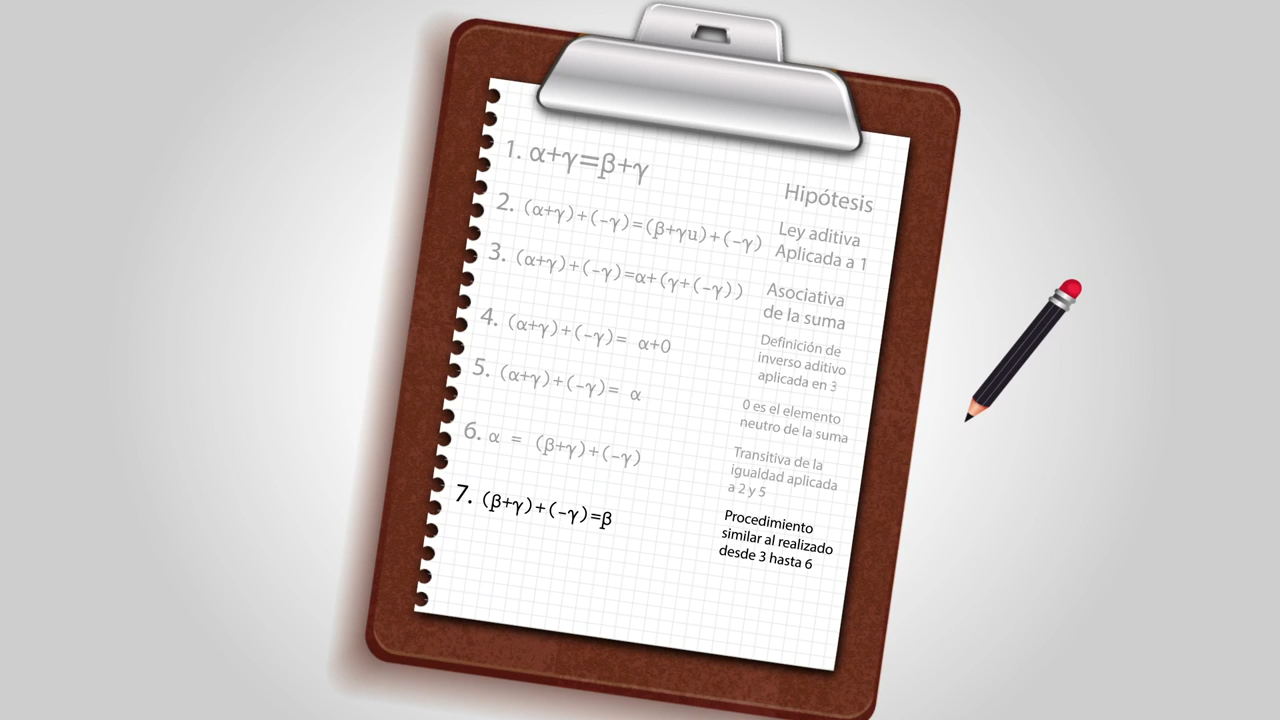 1. α+γ=β+γ
Hipótesis
2. (α+γ)+(-γ)=(β+γu)+(-γ)
Ley aditiva
Aplicada a 1
3. (α+γ)+(-γ)=α+(γ+(-γ))
Asociativa
de la suma
4. (α+γ)+(-γ)= α+0
Definición de
inverso aditivo
aplicada en 3
5. (α+γ)+(-γ)= α
0 es el elemento
neutro de la suma
6. α = (β+γ)+(-γ)
Transitiva de la
igualdad aplicada
a 2 y 5
7. (β+γ)+(-γ)=β
Procedimiento
similar al realizado
desde 3 hasta 6